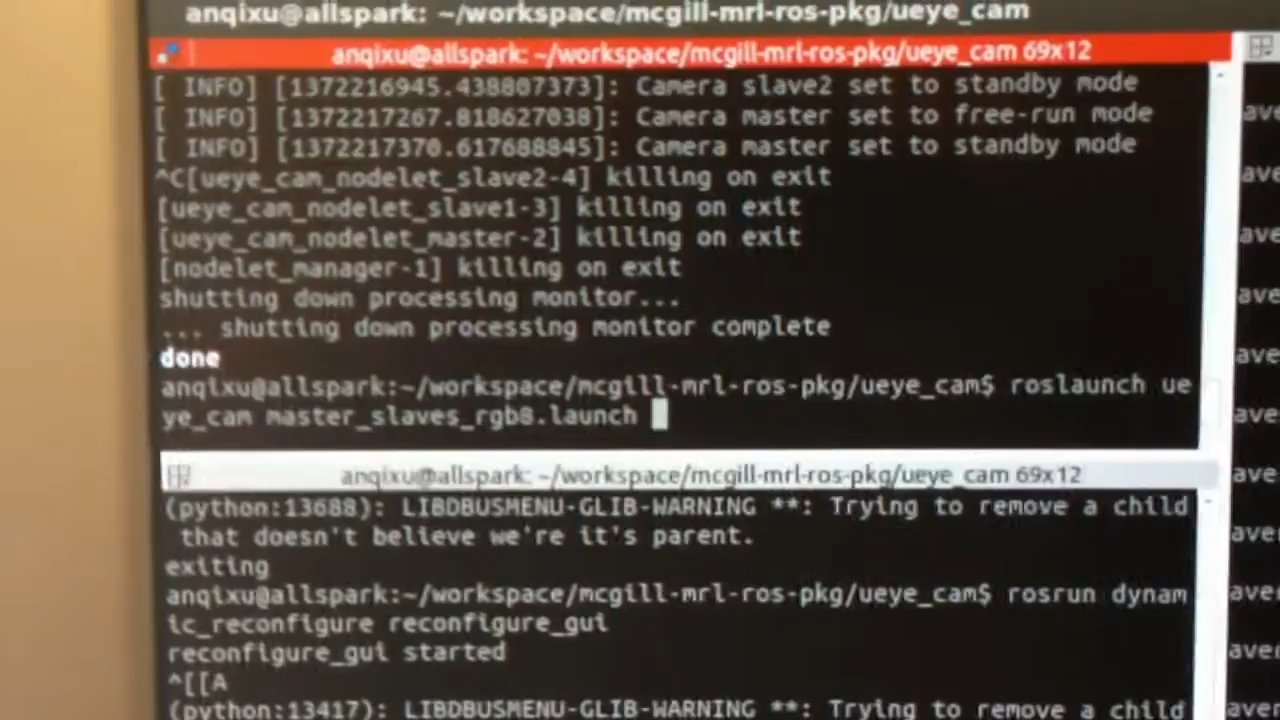 anqixu@allspark: ~/workspace/mcgill-mrl-ros-pkg/ueye_cam
anqixu@allspark: ~/workspace/mcgill-mrl-ros-pkg/ueye_cam 69x12
[ INFO] [1372216945.438807373]: Camera slave2 set to standby mode
[ INFO] [1372217267.818627038]: Camera master set to free-run mode
[ INFO] [1372217370.617688845]: Camera master set to standby mode
^C[ueye_cam_nodelet_slave2-4] killing on exit
[ueye_cam_nodelet_slave1-3] killing on exit
[ueye_cam_nodelet_master-2] killing on exit
[nodelet_manager-1] killing on exit
shutting down processing monitor...
... shutting down processing monitor complete
done
anqixu@allspark:~/workspace/mcgill-mrl-ros-pkg/ueye_cam$ roslaunch ue
ye_cam master_slaves_rgb8.launch
anqixu@allspark: ~/workspace/mcgill-mrl-ros-pkg/ueye_cam 69x12
(python:13688): LIBDBUSMENU-GLIB-WARNING **: Trying to remove a child
that doesn't believe we're it's parent.
exiting
anqixu@allspark:~/workspace/mcgill-mrl-ros-pkg/ueye_cam$ rosrun dynam
ic_reconfigure reconfigure_gui
reconfigure_gui started
^[[A
(python:13417): LIBDBUSMENU-GLIB-WARNING **: Trying to remove a child